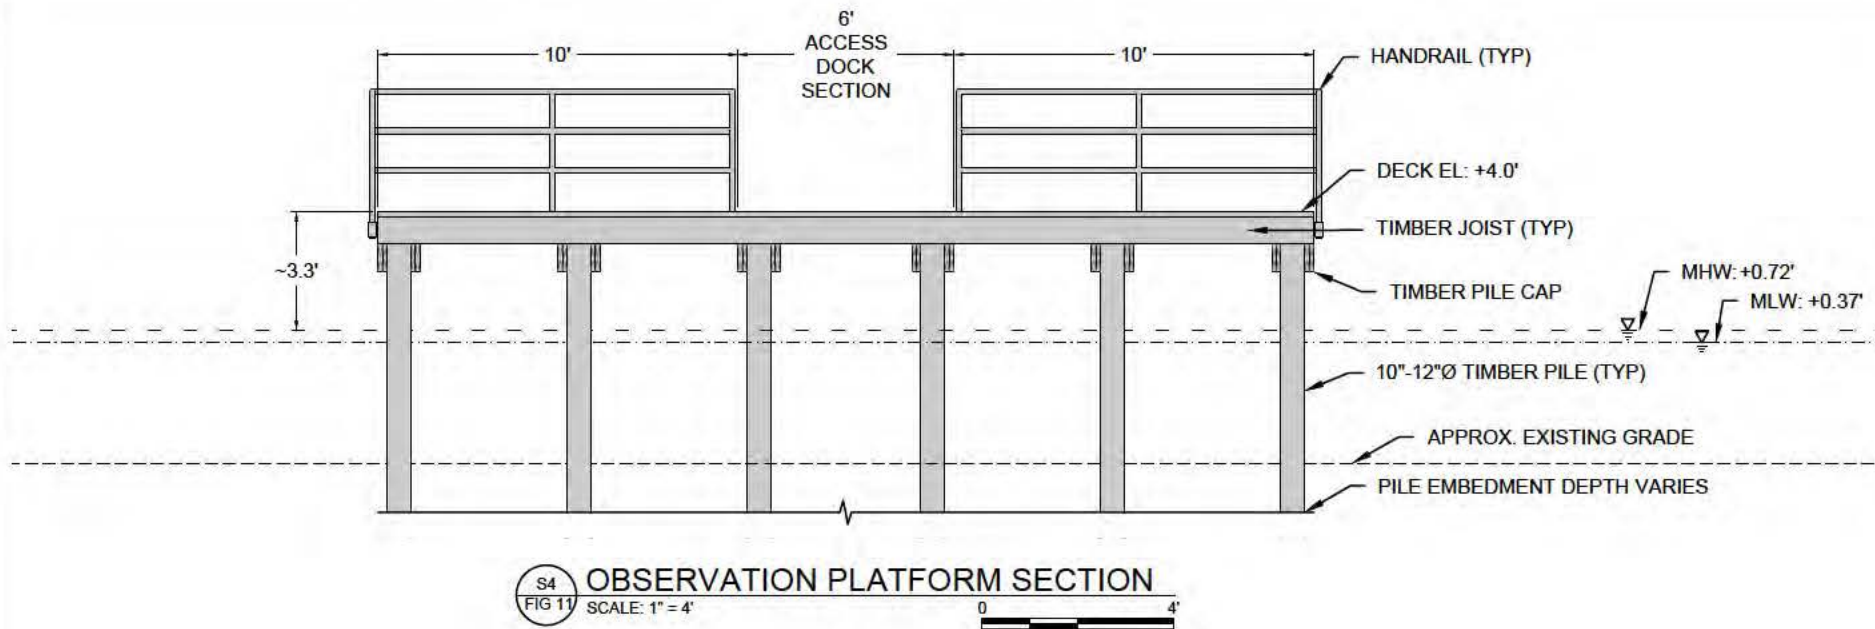 6'
ACCESS
DOCK
SECTION
10'
10'
HANDRAIL (TYP)
DECK EL: +4.0'
TIMBER JOIST (TYP)
~3.3'
MHW: +0.72'
MLW: +0.37'
TIMBER PILE CAP
10"-12"Ø TIMBER PILE (TYP)
APPROX. EXISTING GRADE
PILE EMBEDMENT DEPTH VARIES
S4
FIG 11
OBSERVATION PLATFORM SECTION
SCALE: 1" = 4'
0
4'